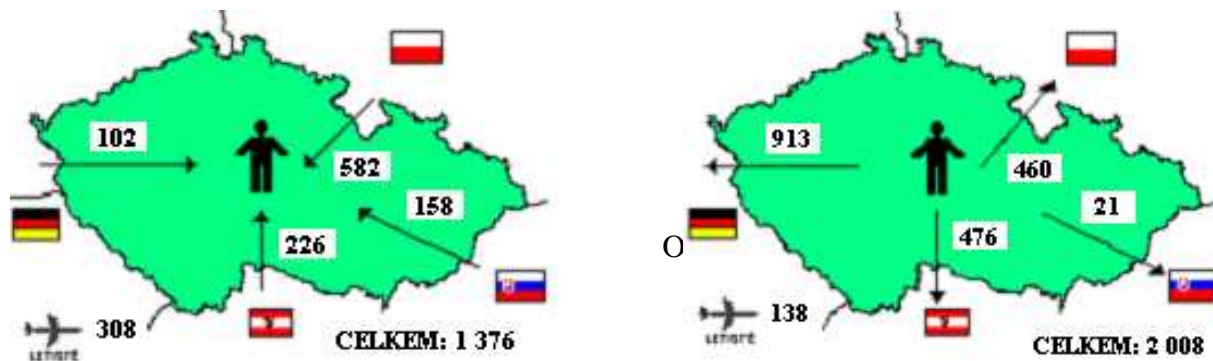 102
582
158
226
308
LETIŠTĚ
CELKEM: 1 376
O
913
460
21
476
138
LETIŠTĚ
CELKEM: 2 008